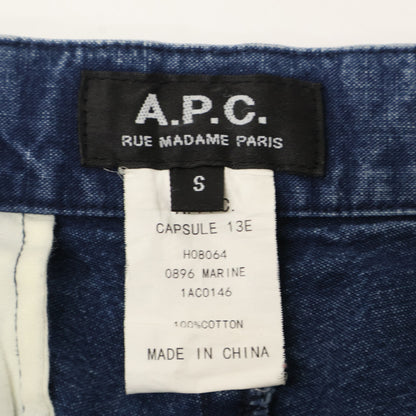 A.P.C.
RUE MADAME PARIS
S
A.P.C.
CAPSULE 13E
H08064
0896 MARINE
1AC0146
100%COTTON
MADE IN CHINA